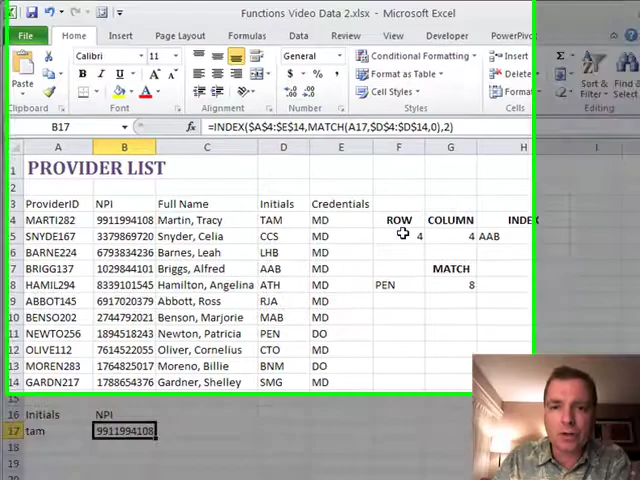 Functions Video Data 2.xlsx - Microsoft Excel
File Home Insert Page Layout Formulas Data Review View Developer PowerPivot
Paste
Calibri 11
B I U A
$ % ,
Conditional Formatting
Format as Table
Cell Styles
Insert
Delete
Format
Σ
Sort &
Filter
Find &
Clipboard Font Alignment Number Styles Cells Editing
B17 fx =INDEX($A$4:$E$14,MATCH(A17,$D$4:$D$14,0),2)
A B C D E F G H I J
1 PROVIDER LIST
2
3 ProviderID NPI Full Name Initials Credentials
4 MARTI282 9911994108 Martin, Tracy TAM MD ROW COLUMN INDEX
5 SNYDE167 3379869720 Snyder, Celia CCS MD 4 4 AAB
6 BARNE224 6793834236 Barnes, Leah LHB MD
7 BRIGG137 1029844101 Briggs, Alfred AAB MD MATCH
8 HAMIL294 8339101545 Hamilton, Angelina ATH MD PEN 8
9 ABBOT145 6917020379 Abbott, Ross RJA MD
10 BENSO202 2744792021 Benson, Marjorie MAB MD
11 NEWTO256 1894518243 Newton, Patricia PEN DO
12 OLIVE112 7614522055 Oliver, Cornelius CTO MD
13 MOREN283 1764825017 Moreno, Billie BNM DO
14 GARDN217 1788654376 Gardner, Shelley SMG MD
15
16 Initials NPI
17 tam 9911994108
18
19
20